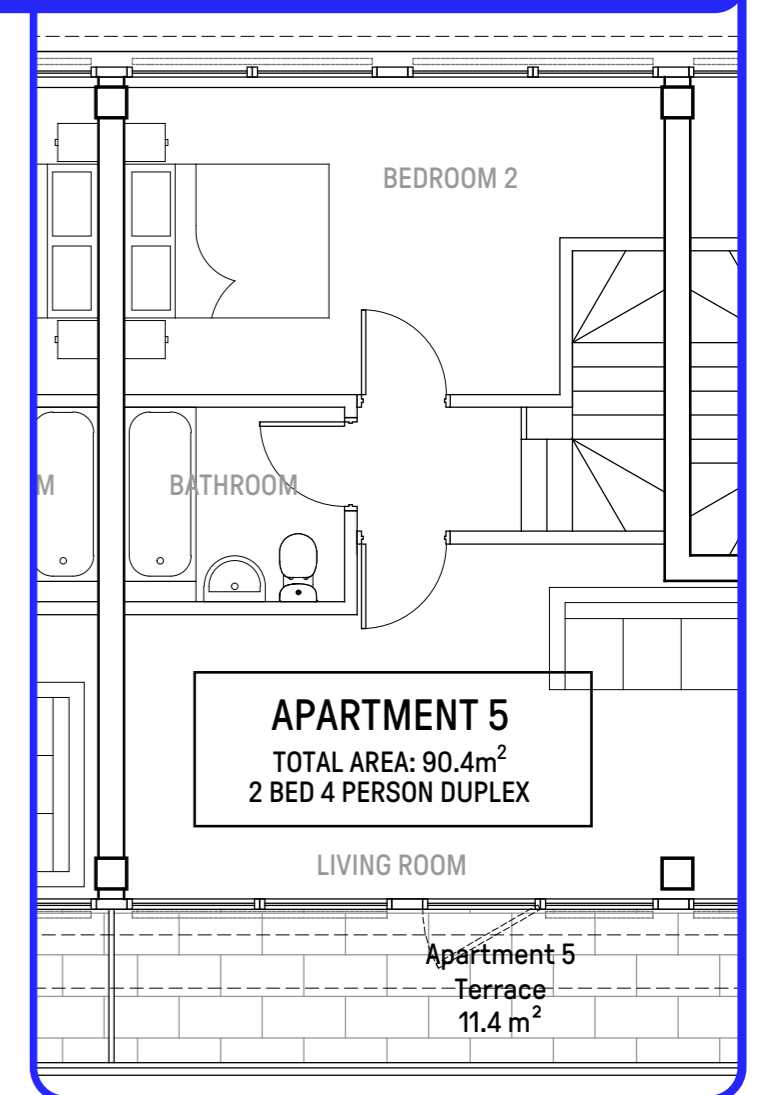 BEDROOM 2
M
BATHROOM
APARTMENT 5
TOTAL AREA: 90.4m²
2 BED 4 PERSON DUPLEX
LIVING ROOM
Apartment 5
Terrace
11.4 m²